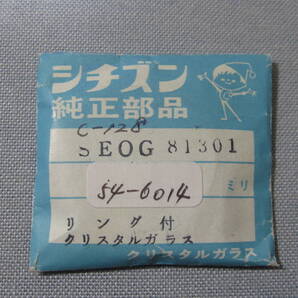 シチズン
純正部品
C-128
SEOG 81301
54-6014
ミリ
リング付
クリスタルガラス
クリスタルガラス